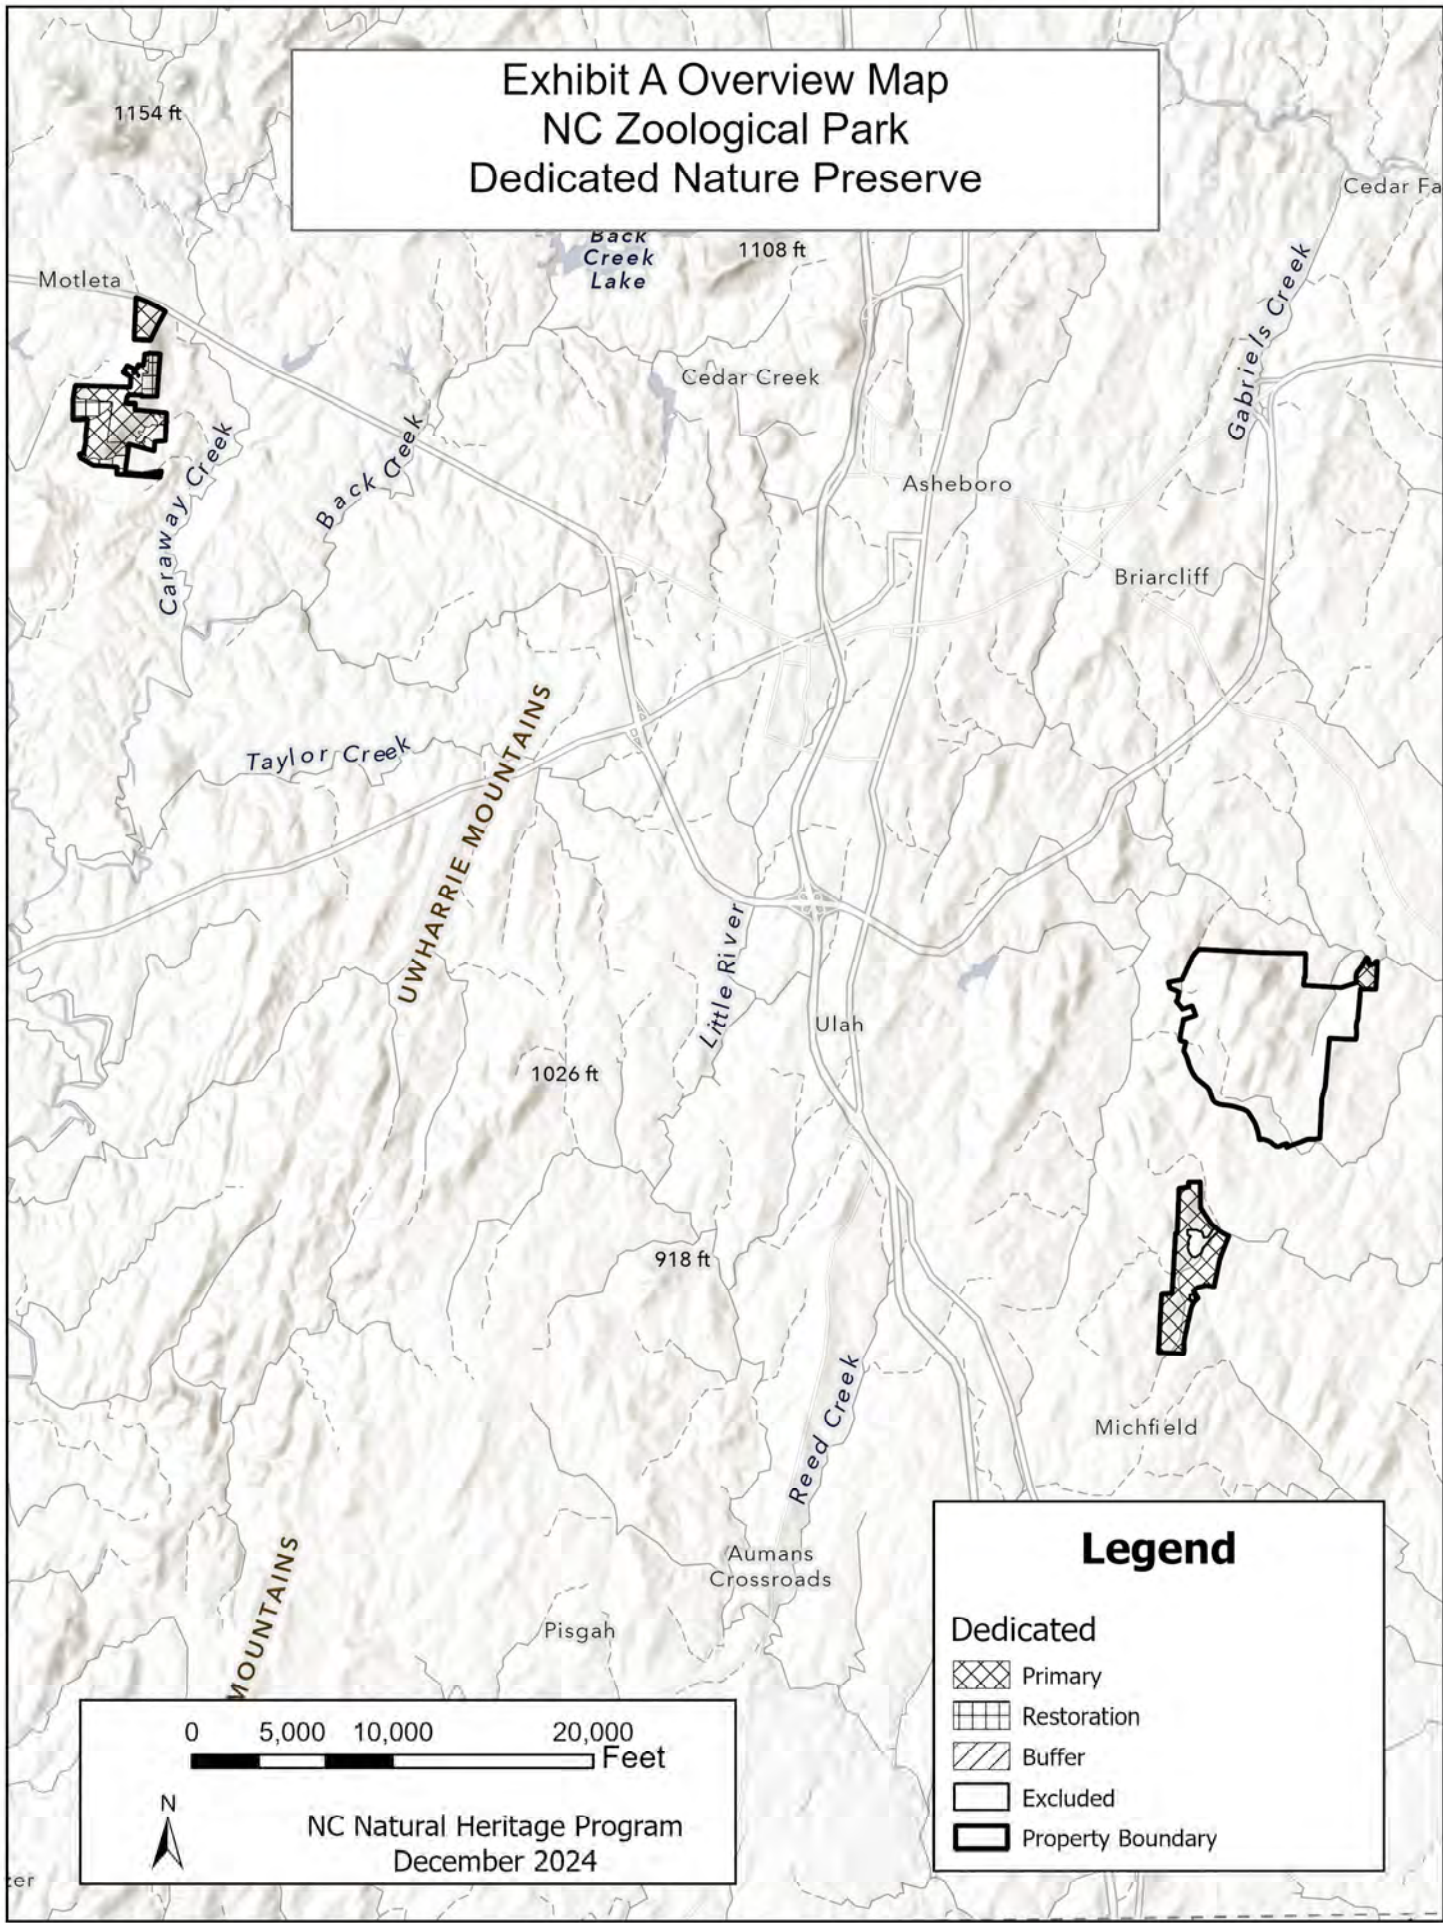 Exhibit A Overview Map
NC Zoological Park
Dedicated Nature Preserve
1154 ft
Cedar Fa
Back
Creek
Lake
1108 ft
Motleta
Gabriels Creek
Cedar Creek
Caraway Creek
Back Creek
Asheboro
Briarcliff
Taylor Creek
UWHARRIE MOUNTAINS
Little River
Ulah
1026 ft
918 ft
Reed Creek
Michfield
Aumans
Crossroads
Pisgah
MOUNTAINS
Legend
Dedicated
Primary
Restoration
Buffer
Excluded
Property Boundary
0 5,000 10,000 20,000
Feet
N
NC Natural Heritage Program
December 2024
zer